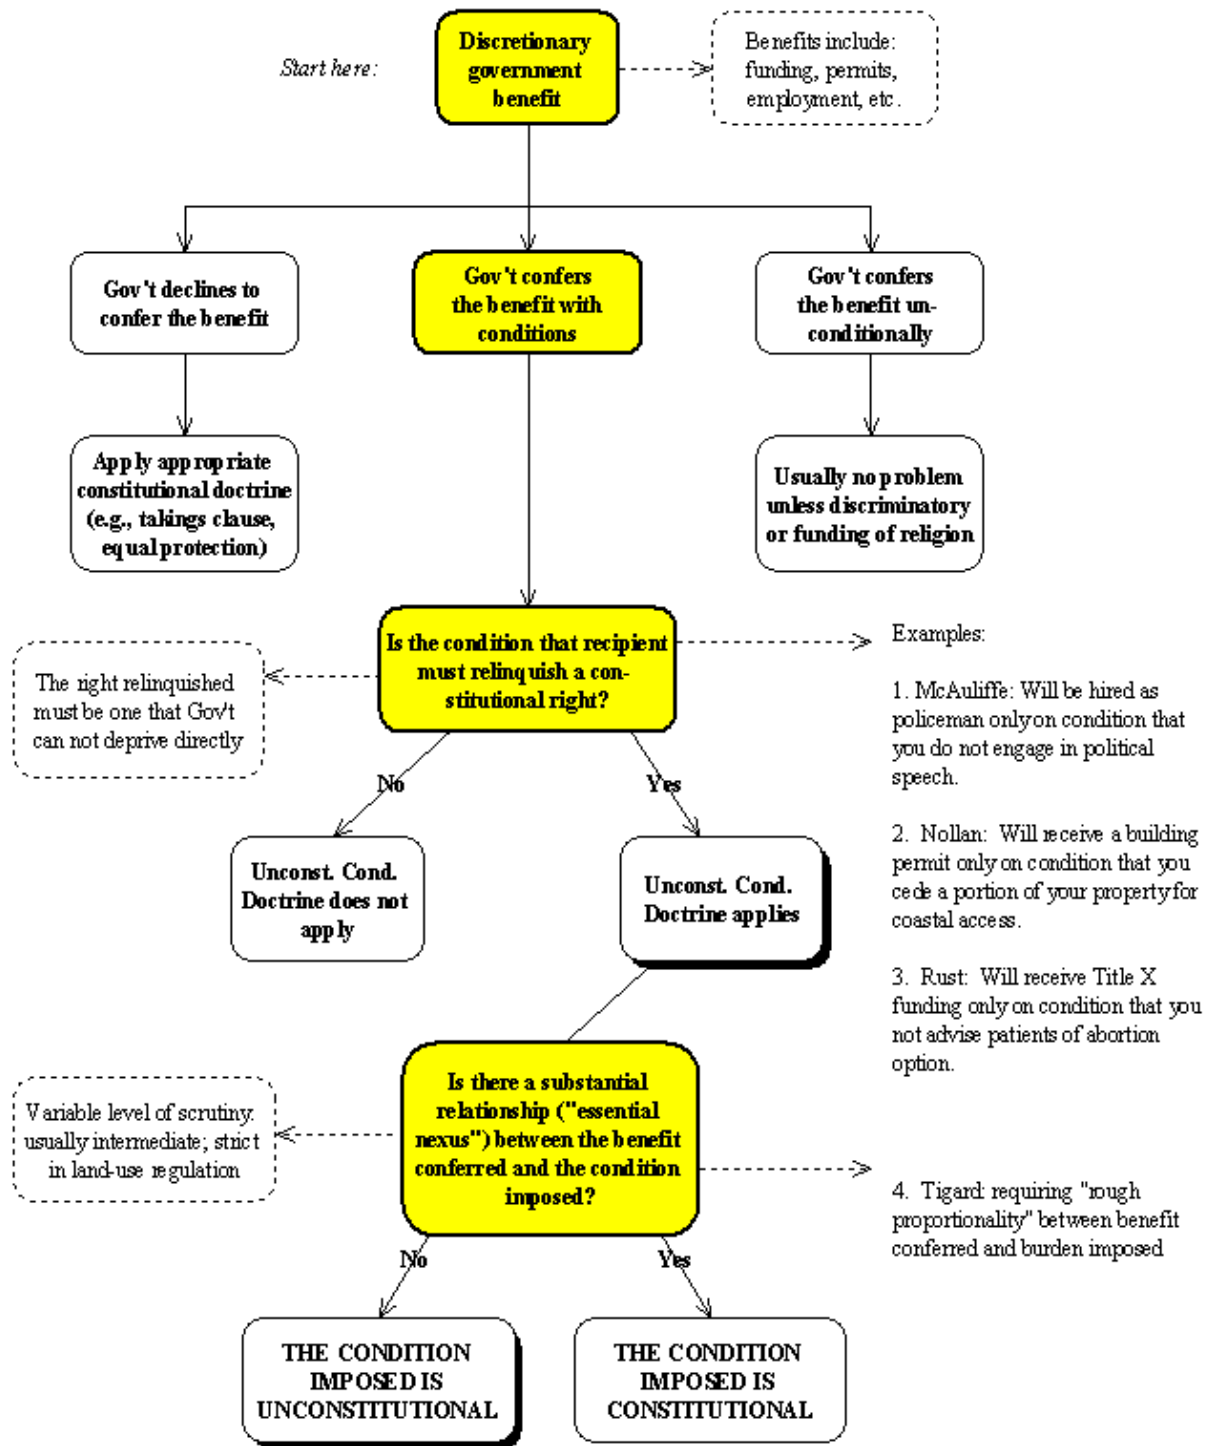 Start here:
Discretionary
government
benefit
Benefits include:
funding, permits,
employment, etc.
Gov't declines to
confer the benefit
Gov't confers
the benefit with
conditions
Gov't confers
the benefit un-
conditionally
Apply appropriate
constitutional doctrine
(e.g., takings clause,
equal protection)
Usually no problem
unless discriminatory
or funding of religion
Is the condition that recipient
must relinquish a con-
stitutional right?
The right relinquished
must be one that Gov't
can not deprive directly
Examples:
1. McAuliffe: Will be hired as
policeman only on condition that
you do not engage in political
speech.
2. Nollan: Will receive a building
permit only on condition that you
cede a portion of your property for
coastal access.
3. Rust: Will receive Title X
funding only on condition that you
not advise patients of abortion
option.
No
Yes
Unconst. Cond.
Doctrine does not
apply
Unconst. Cond.
Doctrine applies
Is there a substantial
relationship ("essential
nexus") between the benefit
conferred and the condition
imposed?
Variable level of scrutiny:
usually intermediate; strict
in land-use regulation
4. Tigard: requiring "rough
proportionality" between benefit
conferred and burden imposed
No
Yes
THE CONDITION
IMPOSED IS
UNCONSTITUTIONAL
THE CONDITION
IMPOSED IS
CONSTITUTIONAL